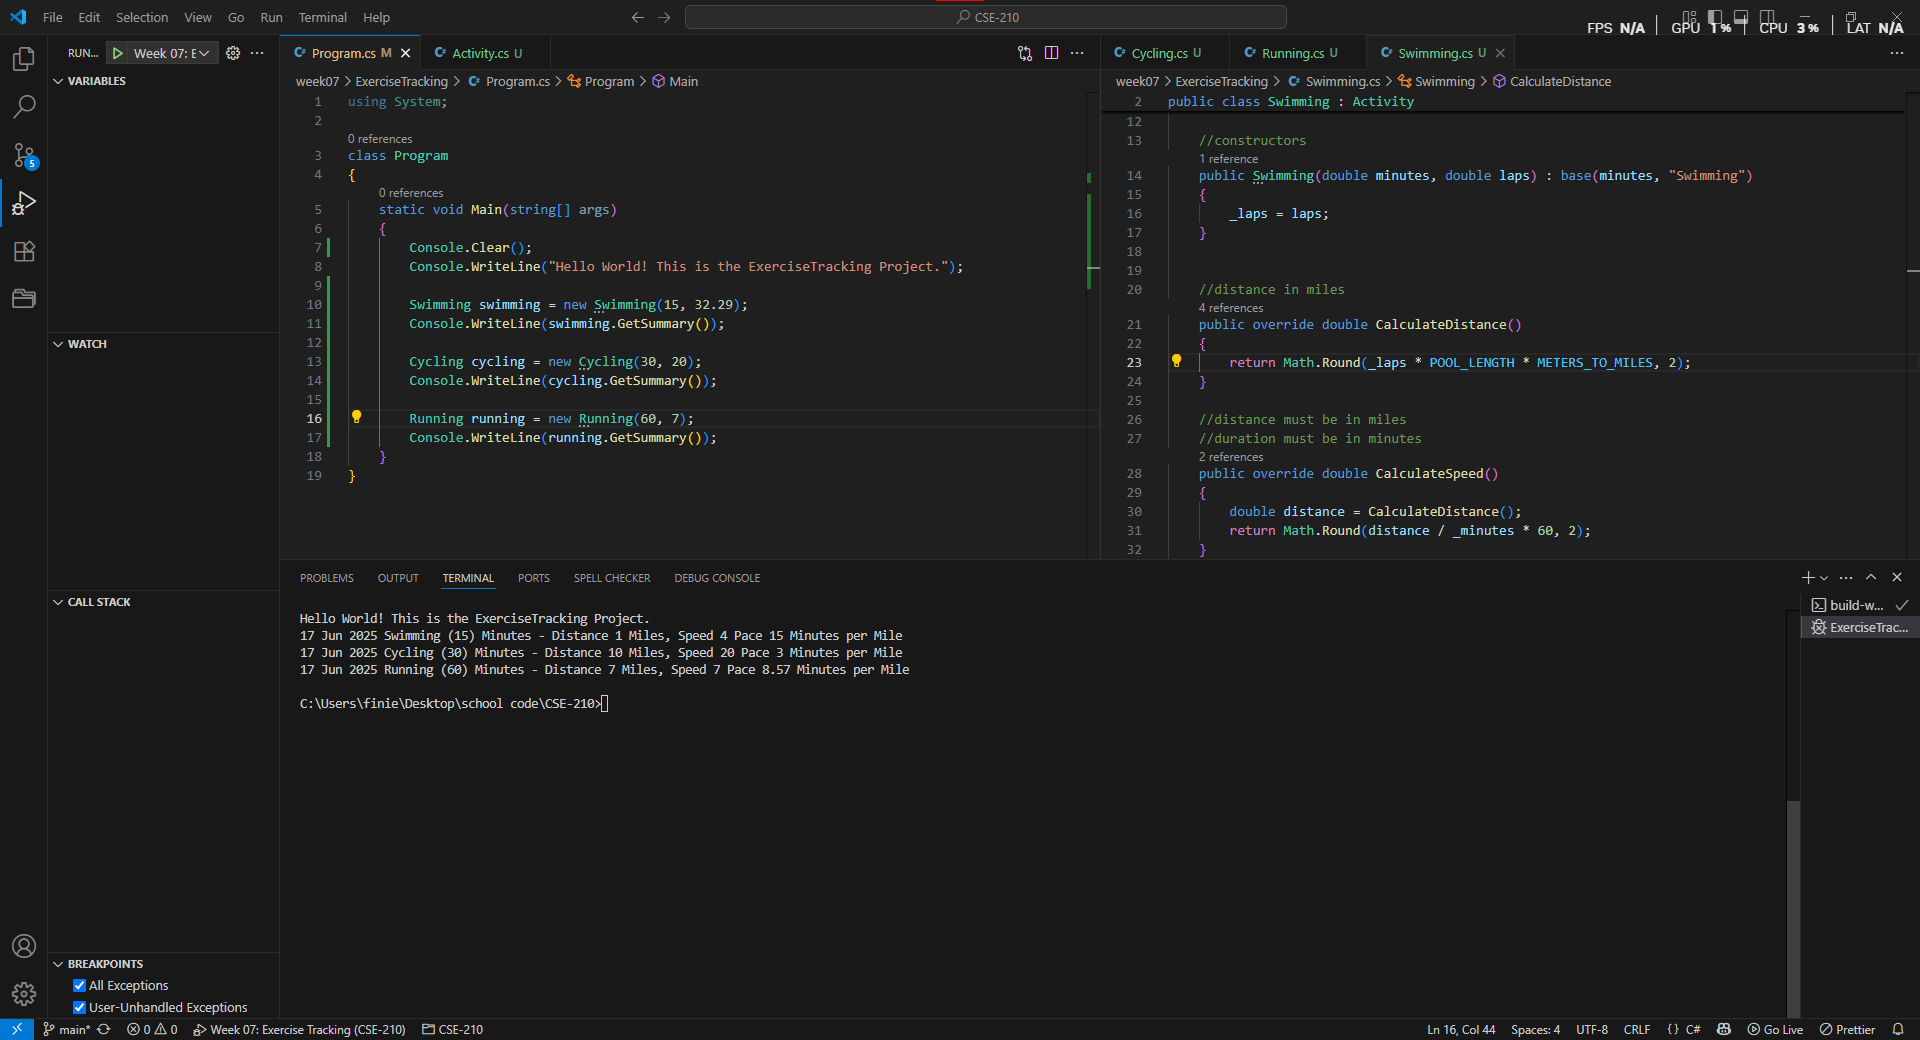 File Edit Selection View Go Run Terminal Help
CSE-210
FPS N/A GPU 1% CPU 3% LAT N/A
RUN... Week 07: E
VARIABLES
WATCH
CALL STACK
BREAKPOINTS
All Exceptions
User-Unhandled Exceptions
Program.cs M Activity.cs U
week07 > ExerciseTracking > Program.cs > Program > Main
1 using System;
2
0 references
3 class Program
4 {
0 references
5 static void Main(string[] args)
6 {
7 Console.Clear();
8 Console.WriteLine("Hello World! This is the ExerciseTracking Project.");
9
10 Swimming swimming = new Swimming(15, 32.29);
11 Console.WriteLine(swimming.GetSummary());
12
13 Cycling cycling = new Cycling(30, 20);
14 Console.WriteLine(cycling.GetSummary());
15
16 Running running = new Running(60, 7);
17 Console.WriteLine(running.GetSummary());
18 }
19 }
Cycling.cs U Running.cs U Swimming.cs U
week07 > ExerciseTracking > Swimming.cs > Swimming > CalculateDistance
2 public class Swimming : Activity
12
13 //constructors
1 reference
14 public Swimming(double minutes, double laps) : base(minutes, "Swimming")
15 {
16 _laps = laps;
17 }
18
19
20 //distance in miles
4 references
21 public override double CalculateDistance()
22 {
23 return Math.Round(_laps * POOL_LENGTH * METERS_TO_MILES, 2);
24 }
25
26 //distance must be in miles
27 //duration must be in minutes
2 references
28 public override double CalculateSpeed()
29 {
30 double distance = CalculateDistance();
31 return Math.Round(distance / _minutes * 60, 2);
32 }
PROBLEMS OUTPUT TERMINAL PORTS SPELL CHECKER DEBUG CONSOLE
Hello World! This is the ExerciseTracking Project.
17 Jun 2025 Swimming (15) Minutes - Distance 1 Miles, Speed 4 Pace 15 Minutes per Mile
17 Jun 2025 Cycling (30) Minutes - Distance 10 Miles, Speed 20 Pace 3 Minutes per Mile
17 Jun 2025 Running (60) Minutes - Distance 7 Miles, Speed 7 Pace 8.57 Minutes per Mile
C:\Users\finie\Desktop\school code\CSE-210>
build-w...
ExerciseTrac...
main* 0 0 Week 07: Exercise Tracking (CSE-210) CSE-210
Ln 16, Col 44 Spaces: 4 UTF-8 CRLF {} C# Go Live Prettier
5